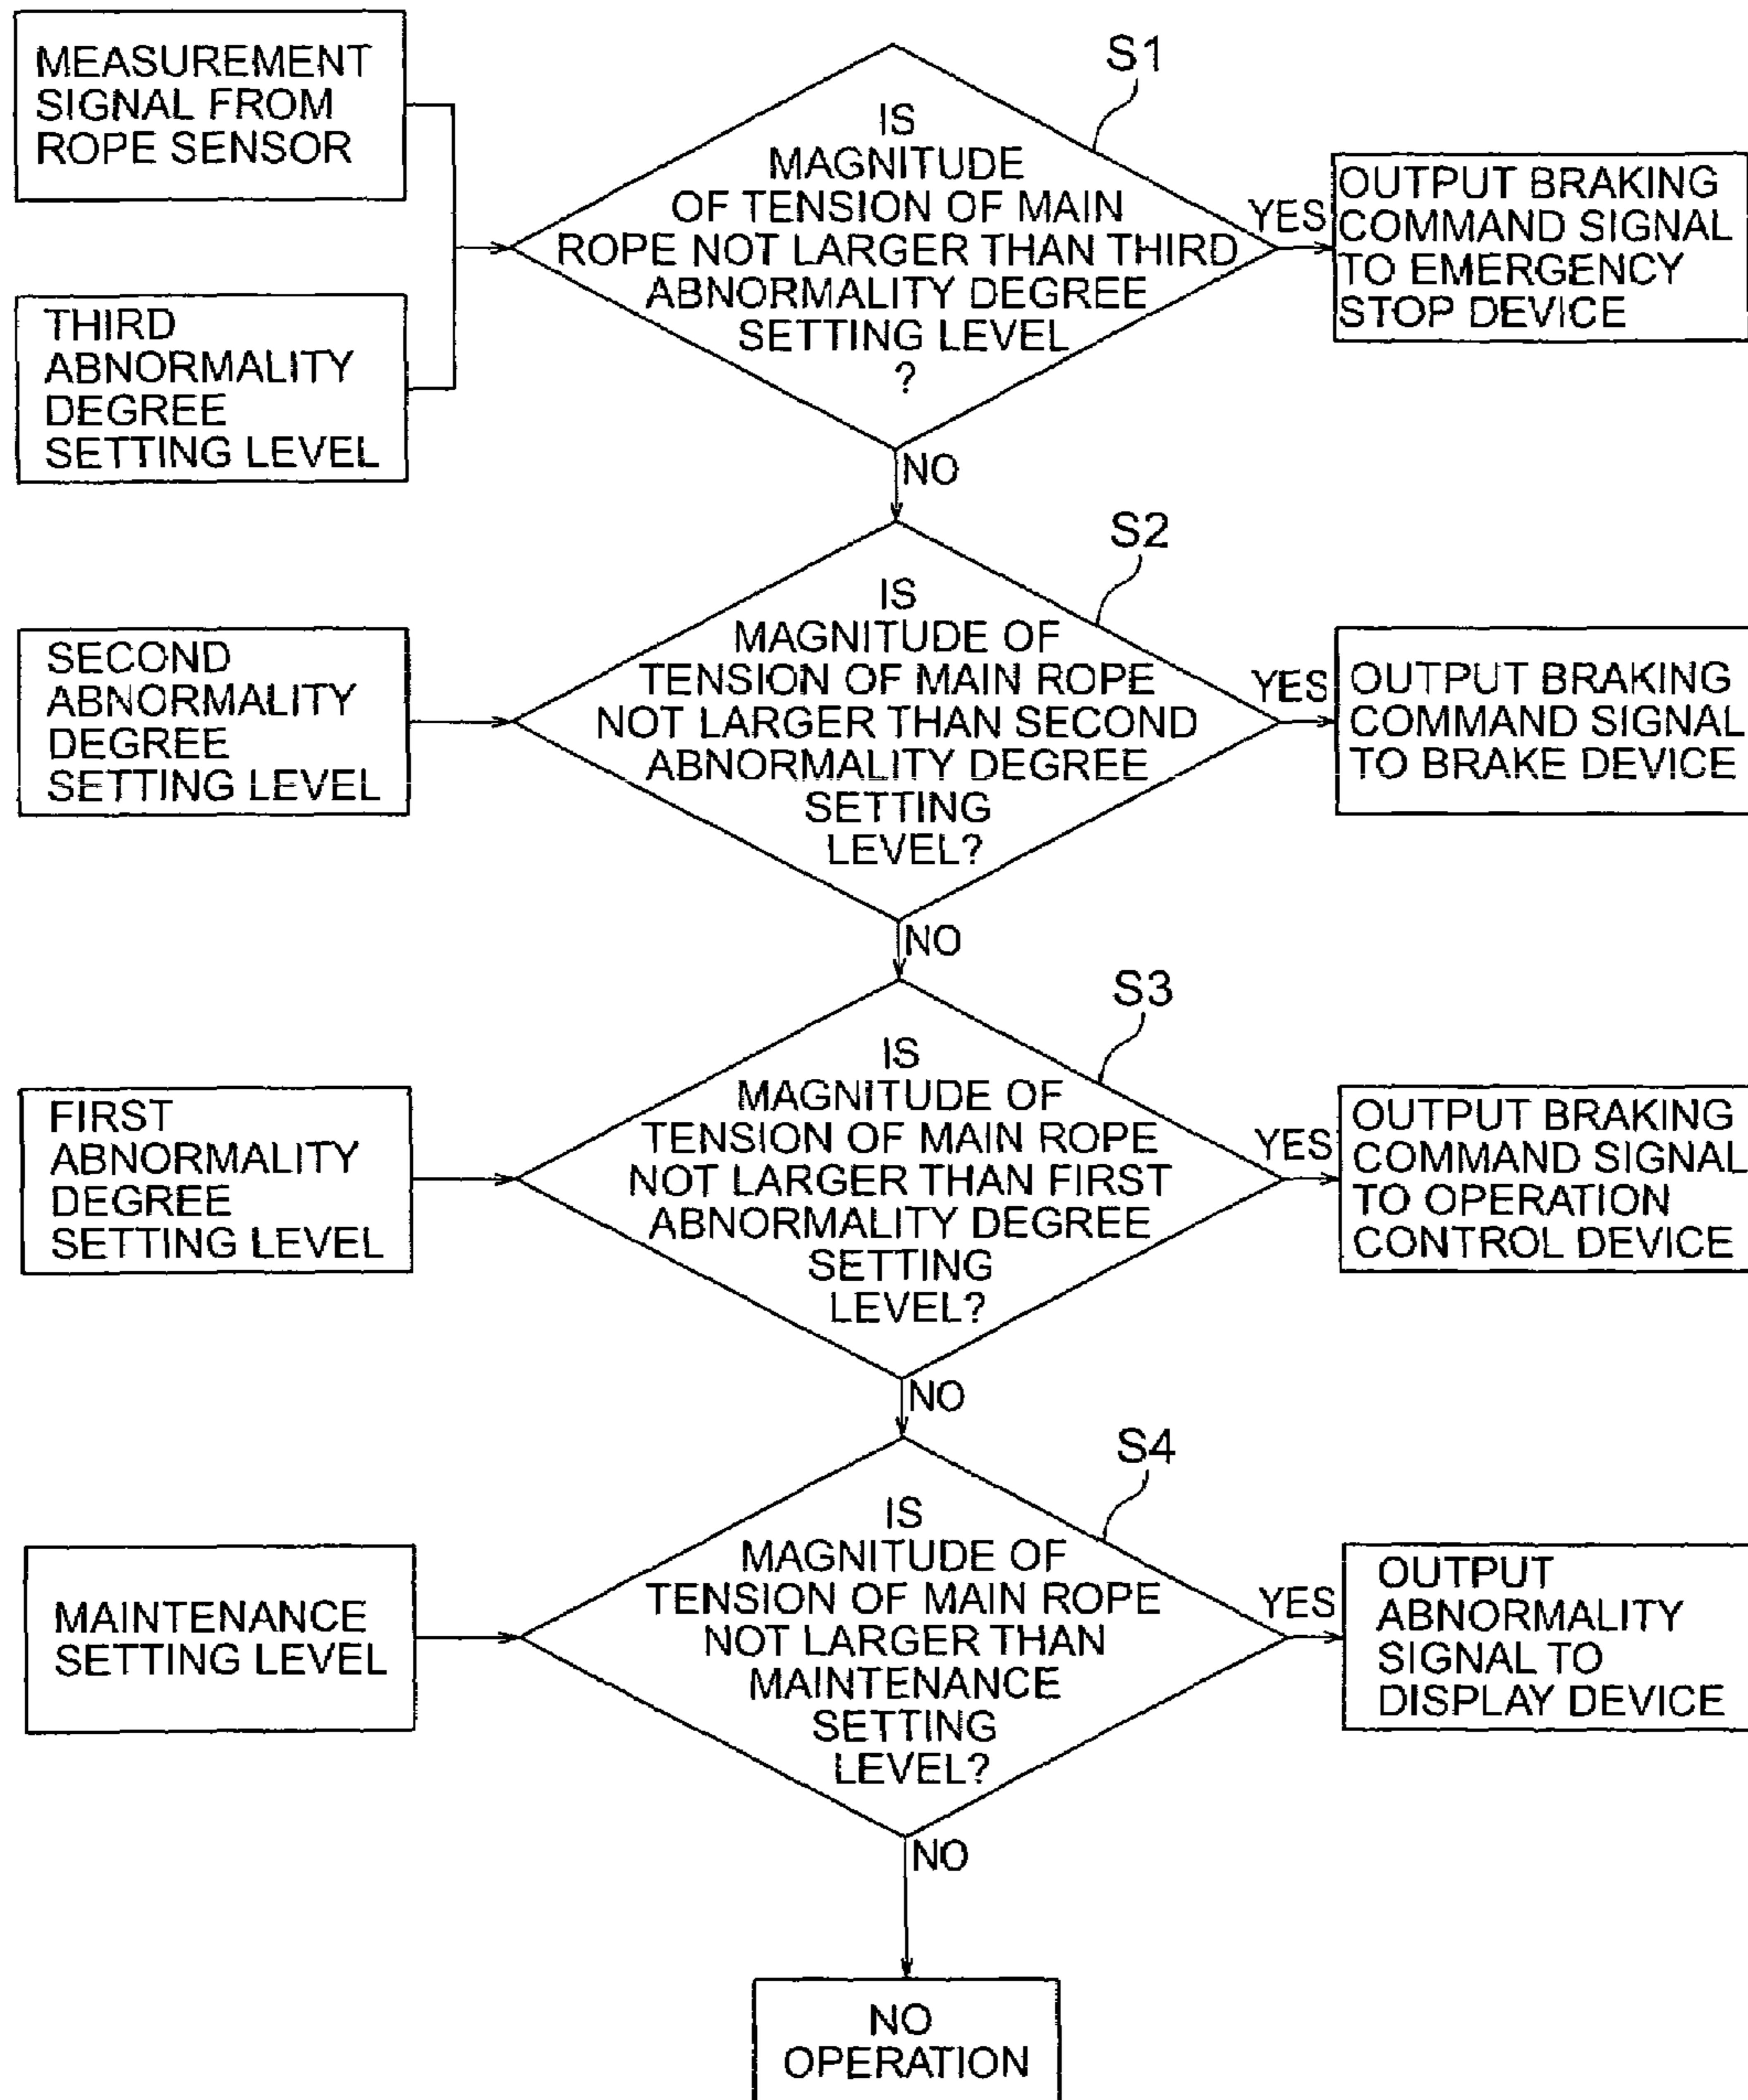 MEASUREMENT
SIGNAL FROM
ROPE SENSOR
THIRD
ABNORMALITY
DEGREE
SETTING LEVEL
S1
IS
MAGNITUDE
OF TENSION OF MAIN
ROPE NOT LARGER THAN THIRD
ABNORMALITY DEGREE
SETTING LEVEL
?
YES
OUTPUT BRAKING
COMMAND SIGNAL
TO EMERGENCY
STOP DEVICE
NO
SECOND
ABNORMALITY
DEGREE
SETTING LEVEL
S2
IS
MAGNITUDE OF
TENSION OF MAIN ROPE
NOT LARGER THAN SECOND
ABNORMALITY DEGREE
SETTING
LEVEL?
YES
OUTPUT BRAKING
COMMAND SIGNAL
TO BRAKE DEVICE
NO
FIRST
ABNORMALITY
DEGREE
SETTING LEVEL
S3
IS
MAGNITUDE OF
TENSION OF MAIN ROPE
NOT LARGER THAN FIRST
ABNORMALITY DEGREE
SETTING
LEVEL?
YES
OUTPUT BRAKING
COMMAND SIGNAL
TO OPERATION
CONTROL DEVICE
NO
MAINTENANCE
SETTING LEVEL
S4
IS
MAGNITUDE OF
TENSION OF MAIN ROPE
NOT LARGER THAN
MAINTENANCE
SETTING
LEVEL?
YES
OUTPUT
ABNORMALITY
SIGNAL TO
DISPLAY DEVICE
NO
NO
OPERATION